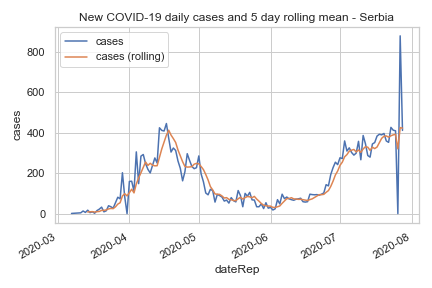 New COVID-19 daily cases and 5 day rolling mean - Serbia
cases
cases (rolling)
800
600
400
200
0
cases
2020-03
2020-04
2020-05
2020-06
2020-07
2020-08
dateRep